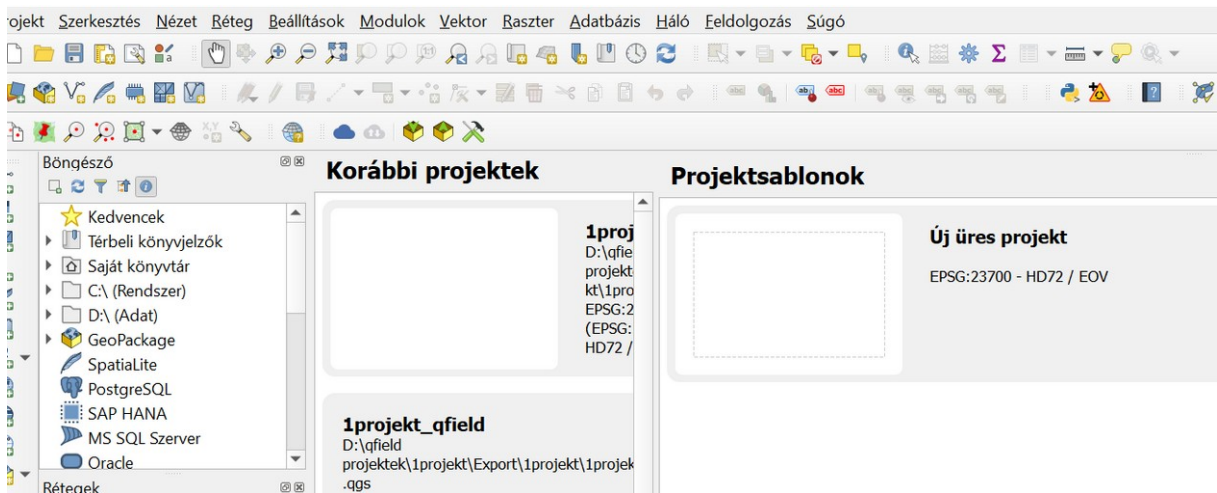 rojekt Szerkesztés Nézet Réteg Beállítások Modulok Vektor Raszter Adatbázis Háló Feldolgozás Súgó
Böngésző
Kedvencek
Térbeli könyvjelzők
Saját könyvtár
C:\ (Rendszer)
D:\ (Adat)
GeoPackage
SpatiaLite
PostgreSQL
SAP HANA
MS SQL Szerver
Oracle
Rétegek
Korábbi projektek
1proj
D:\qfie
projekt
kt\1pro
EPSG:2
(EPSG:
HD72 /
1projekt_qfield
D:\qfield
projektek\1projekt\Export\1projekt\1projek
.qgs
Projektsablonok
Új üres projekt
EPSG:23700 - HD72 / EOV